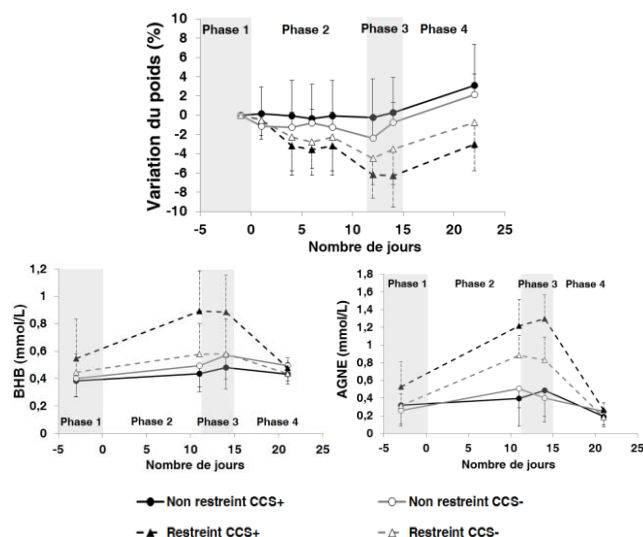 Phase 1 Phase 2 Phase 3 Phase 4
Variation du poids (%)
10
8
6
4
2
0
-2
-4
-6
-8
-10
-5 0 5 10 15 20 25
Nombre de jours
BHB (mmol/L)
1,2
1
0,8
0,6
0,4
0,2
0
Phase 1 Phase 2 Phase 3 Phase 4
-5 0 5 10 15 20 25
Nombre de jours
AGNE (mmol/L)
1,8
1,6
1,4
1,2
1
0,8
0,6
0,4
0,2
0
Phase 1 Phase 2 Phase 3 Phase 4
-5 0 5 10 15 20 25
Nombre de jours
Non restreint CCS+ Non restreint CCS-
Restreint CCS+ Restreint CCS-